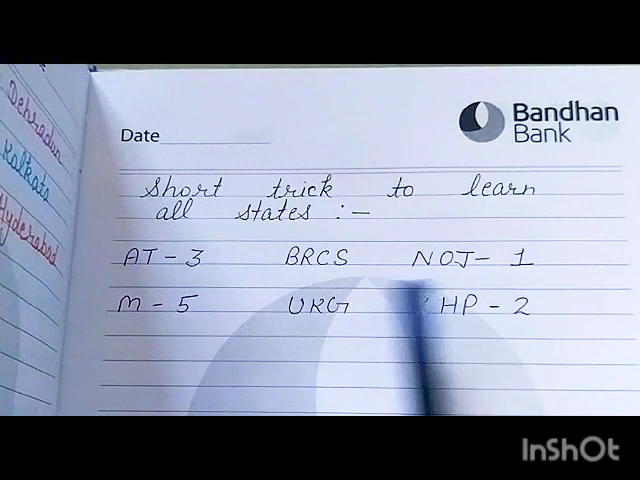 Dehradun
Kolkata
Hyderabad
Bandhan
Bank
Date
Short trick to learn
all states :-
AT - 3 BRCS NOJ - 1
M - 5 UKG HP - 2
InShOt